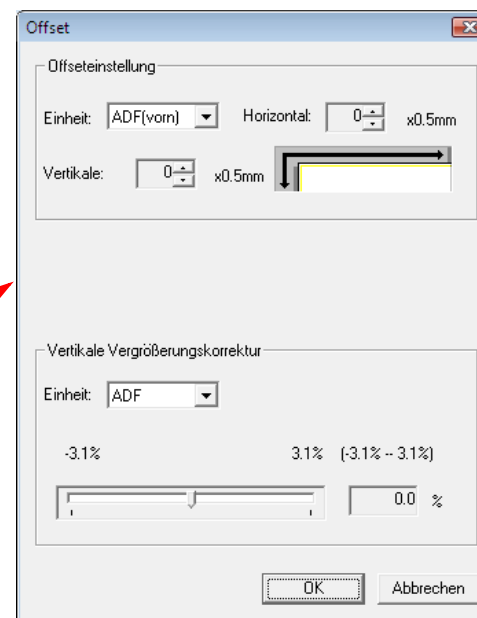 Offset
Offseteinstellung
Einheit: ADF(vorn) Horizontal: 0 x0.5mm
Vertikale: 0 x0.5mm
Vertikale Vergrößerungskorrektur
Einheit: ADF
-3.1% 3.1% (-3.1% -- 3.1%)
0.0 %
OK Abbrechen